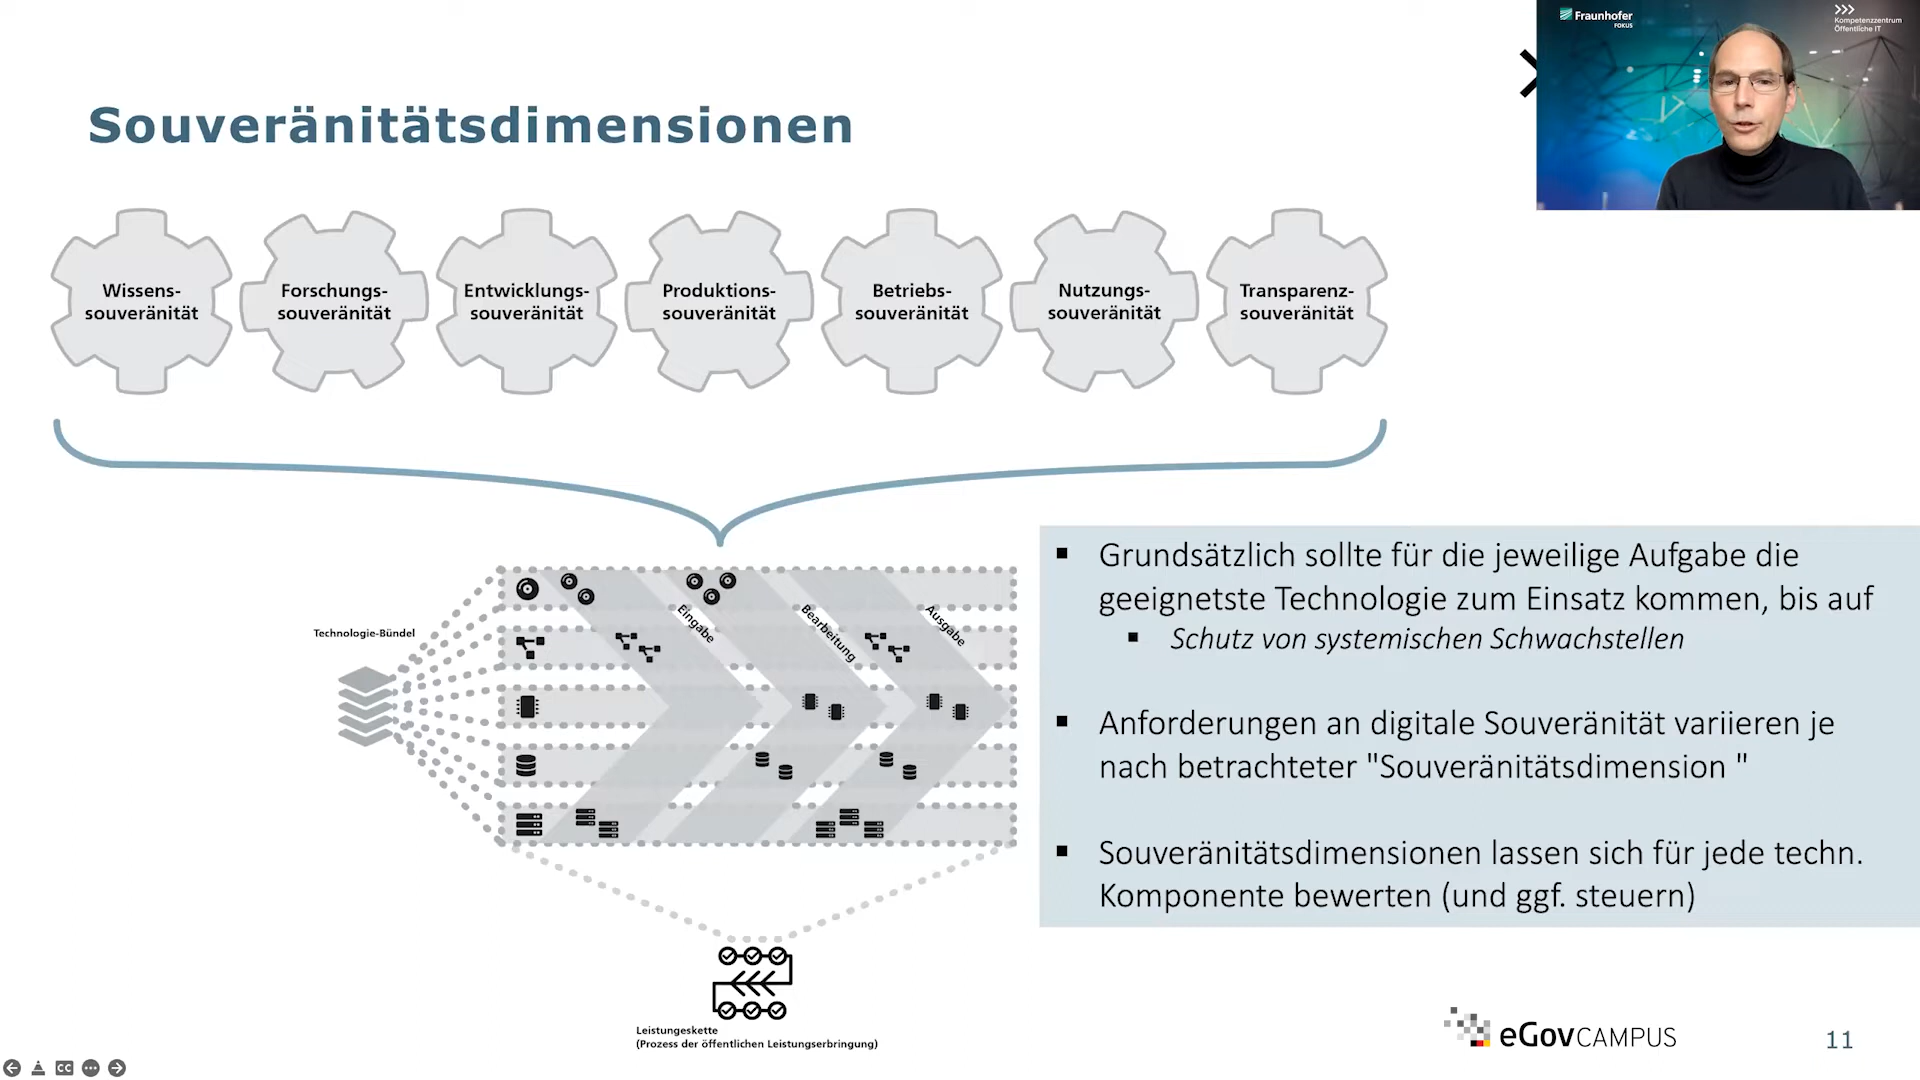 Fraunhofer
FOKUS
Kompetenzzentrum
Öffentliche IT
Souveränitätsdimensionen
Wissens-
souveränität
Forschungs-
souveränität
Entwicklungs-
souveränität
Produktions-
souveränität
Betriebs-
souveränität
Nutzungs-
souveränität
Transparenz-
souveränität
Technologie-Bündel
Eingabe
Bearbeitung
Ausgabe
Leistungeskette
(Prozess der öffentlichen Leistungserbringung)
▪ Grundsätzlich sollte für die jeweilige Aufgabe die
geeignetste Technologie zum Einsatz kommen, bis auf
▪ Schutz von systemischen Schwachstellen
▪ Anforderungen an digitale Souveränität variieren je
nach betrachteter "Souveränitätsdimension "
▪ Souveränitätsdimensionen lassen sich für jede techn.
Komponente bewerten (und ggf. steuern)
eGovCAMPUS
11
CC